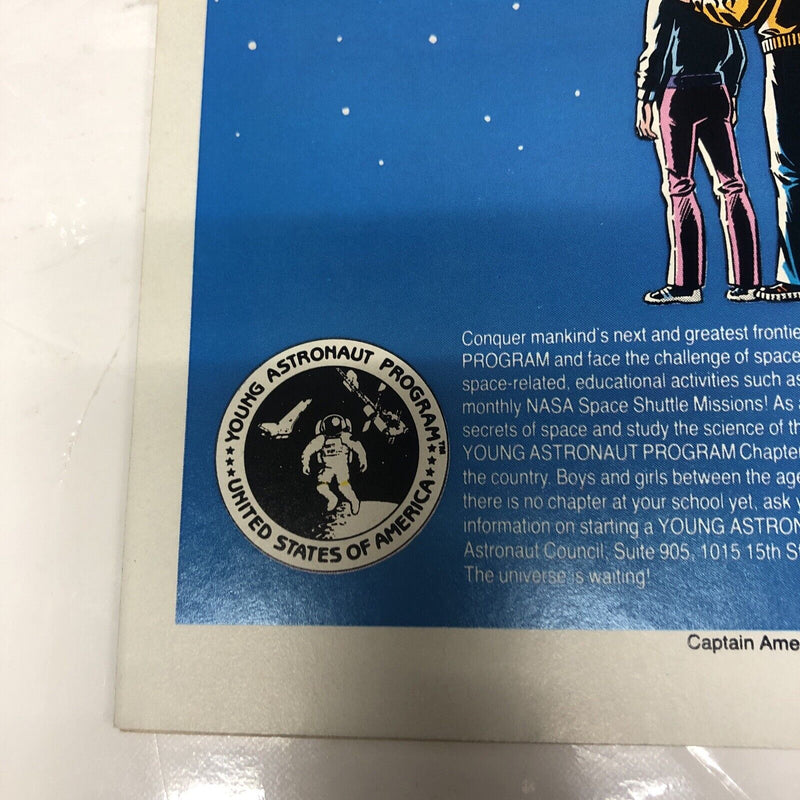 YOUNG ASTRONAUT PROGRAM™
UNITED STATES OF AMERICA
Conquer mankind's next and greatest frontie
PROGRAM and face the challenge of space
space-related, educational activities such as
monthly NASA Space Shuttle Missions! As a
secrets of space and study the science of th
YOUNG ASTRONAUT PROGRAM Chapter
the country. Boys and girls between the age
there is no chapter at your school yet, ask y
information on starting a YOUNG ASTRON
Astronaut Council, Suite 905, 1015 15th S
The universe is waiting!
Captain Ame